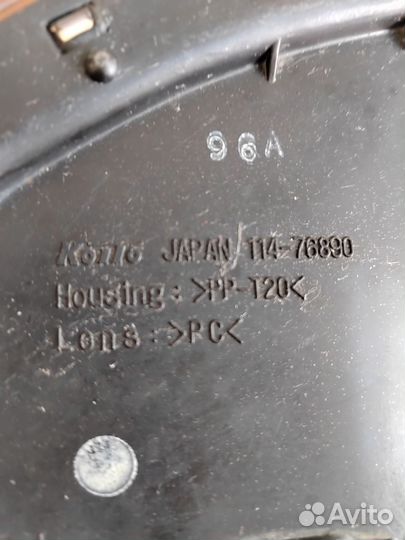 96A
Koito JAPAN 114-76890
Housing: >PP-T20<
Lens: >PC<
Avito